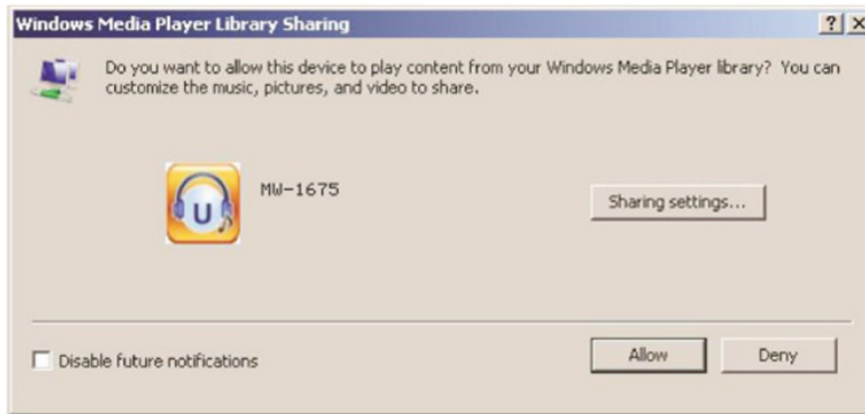 Windows Media Player Library Sharing
Do you want to allow this device to play content from your Windows Media Player library? You can
customize the music, pictures, and video to share.
U
MW-1675
Sharing settings...
Disable future notifications
Allow
Deny